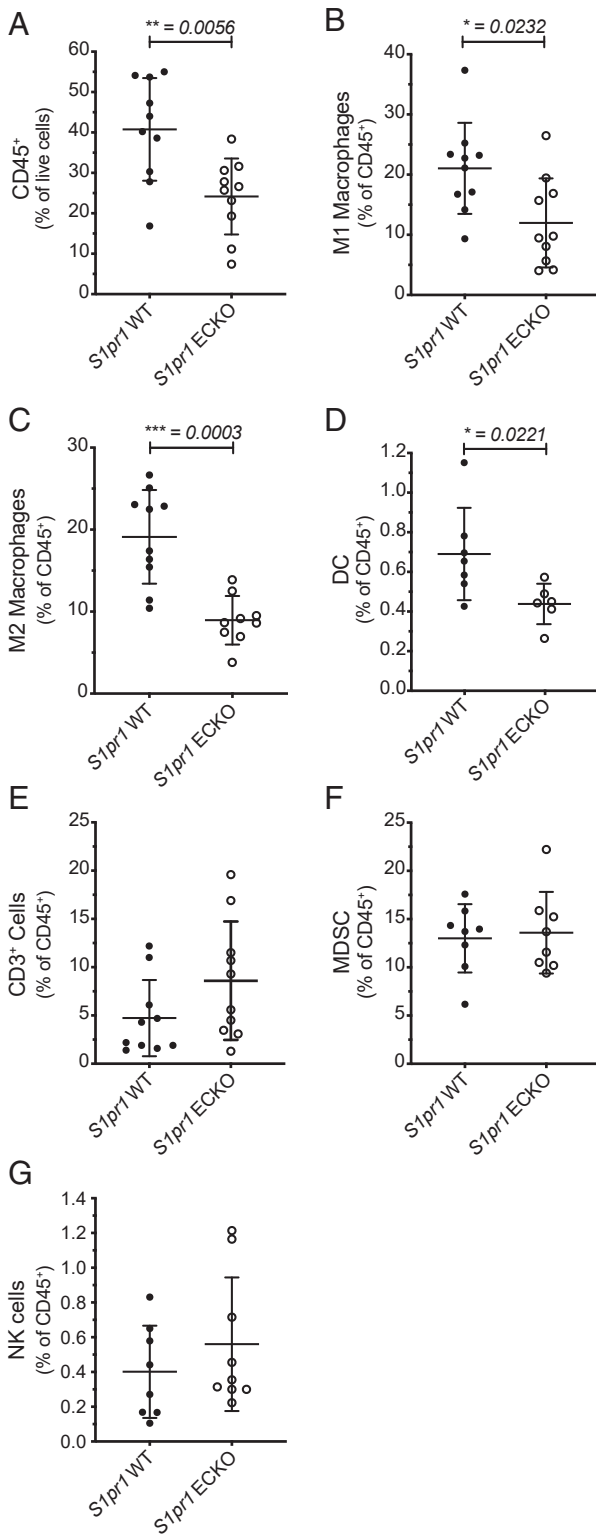 A
** = 0.0056
CD45⁺
(% of live cells)
60
50
40
30
20
10
0
S1pr1 WT
S1pr1 ECKO
B
* = 0.0232
M1 Macrophages
(% of CD45⁺)
40
30
20
10
0
S1pr1 WT
S1pr1 ECKO
C
*** = 0.0003
M2 Macrophages
(% of CD45⁺)
30
20
10
0
S1pr1 WT
S1pr1 ECKO
D
* = 0.0221
DC
(% of CD45⁺)
1.2
1.0
0.8
0.6
0.4
0.2
0.0
S1pr1 WT
S1pr1 ECKO
E
CD3⁺ Cells
(% of CD45⁺)
25
20
15
10
5
0
S1pr1 WT
S1pr1 ECKO
F
MDSC
(% of CD45⁺)
25
20
15
10
5
0
S1pr1 WT
S1pr1 ECKO
G
NK cells
(% of CD45⁺)
1.4
1.2
1.0
0.8
0.6
0.4
0.2
0.0
S1pr1 WT
S1pr1 ECKO